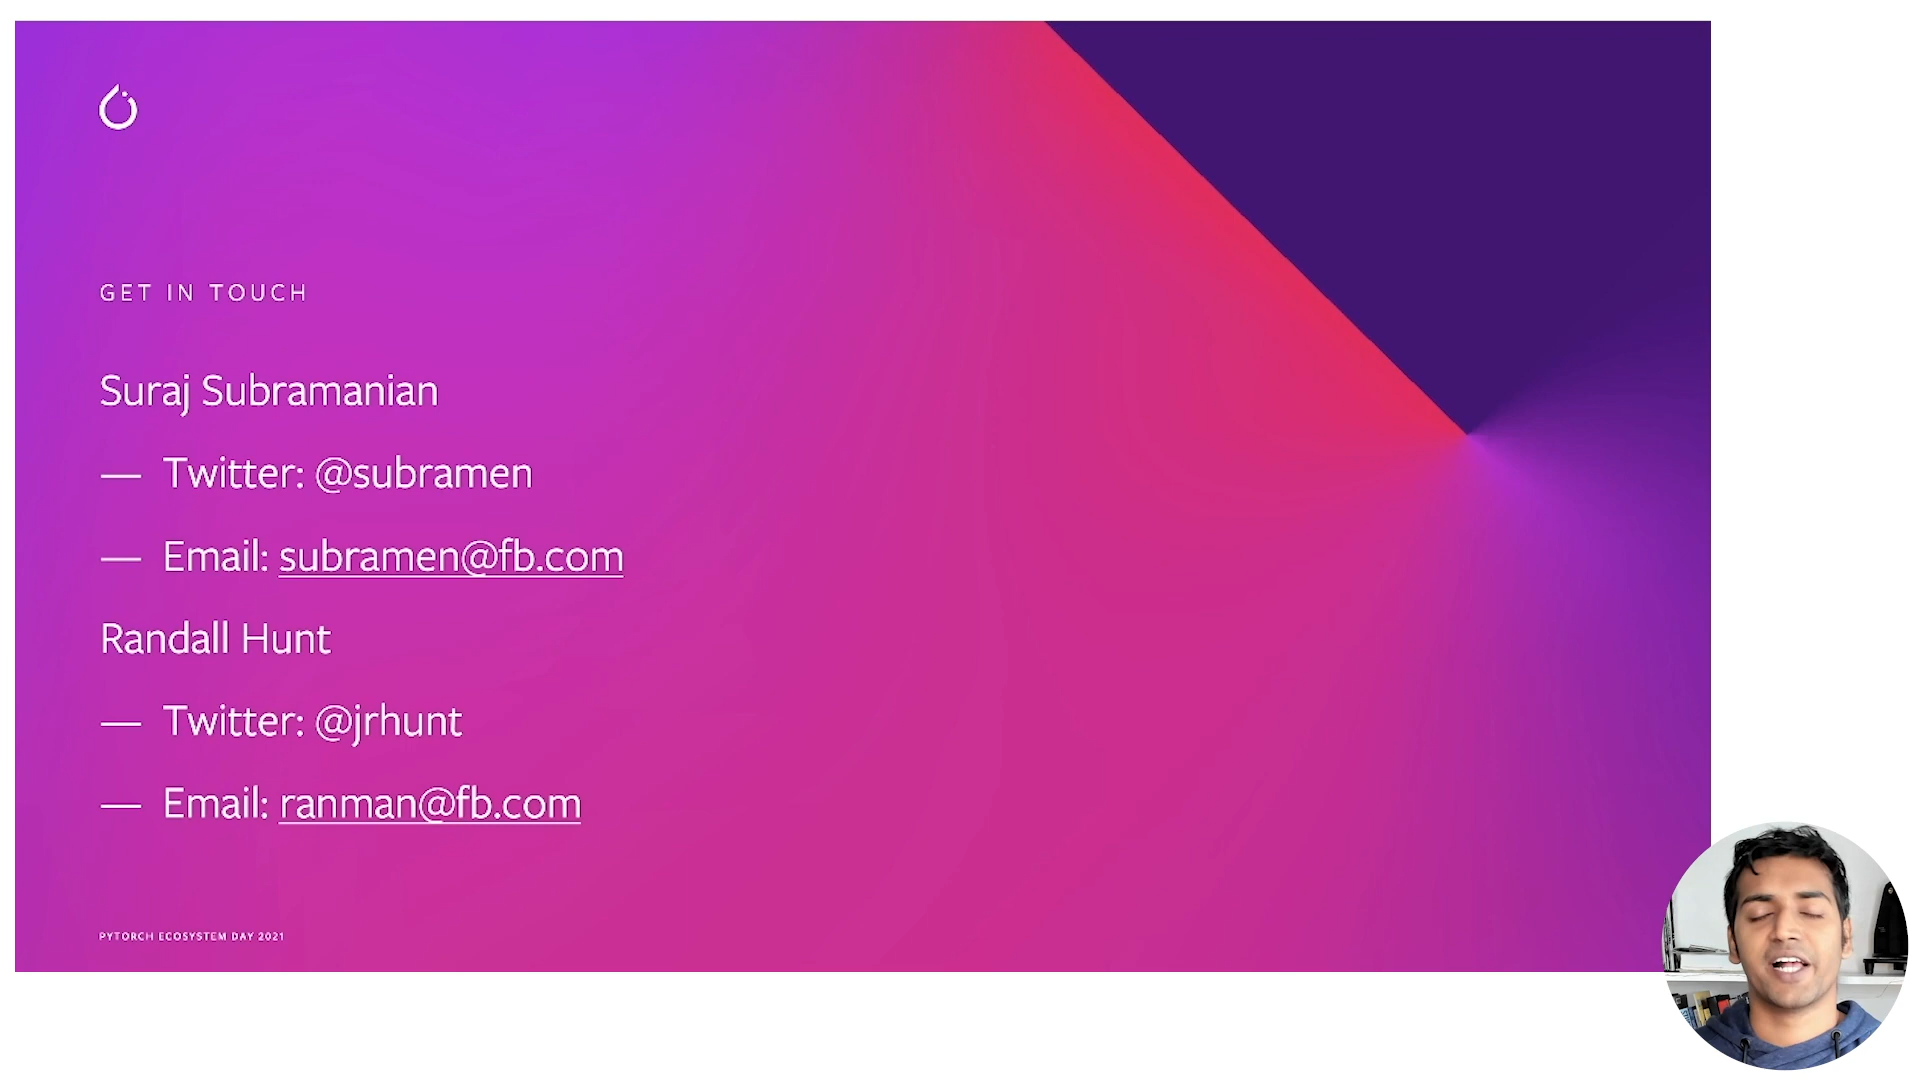 GET IN TOUCH
Suraj Subramanian
— Twitter: @subramen
— Email: subramen@fb.com
Randall Hunt
— Twitter: @jrhunt
— Email: ranman@fb.com
PYTORCH ECOSYSTEM DAY 2021